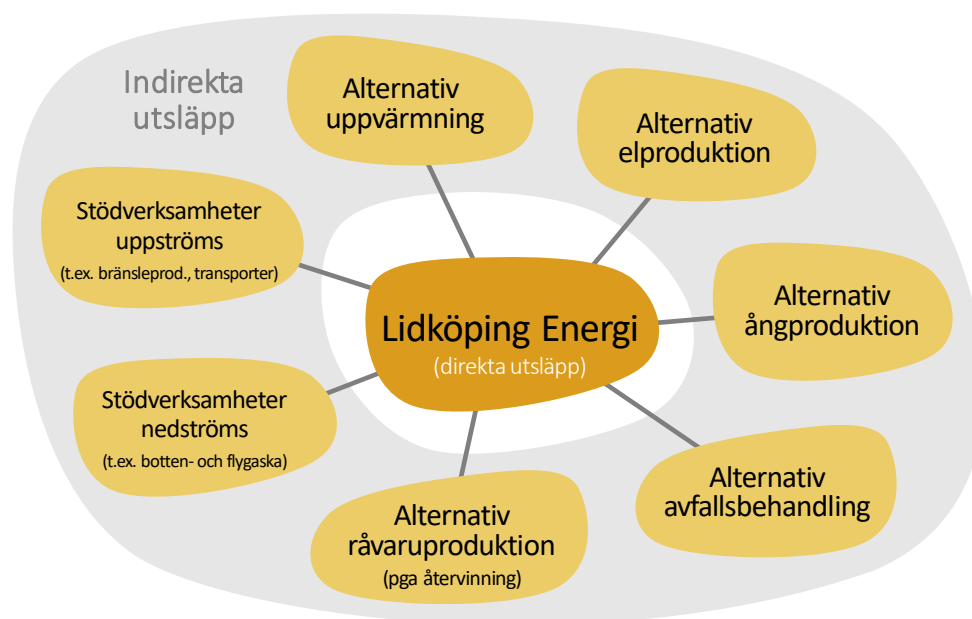 Indirekta
utsläpp
Alternativ
uppvärmning
Alternativ
elproduktion
Stödverksamheter
uppströms
(t.ex. bränsleprod., transporter)
Alternativ
ångproduktion
Lidköping Energi
(direkta utsläpp)
Stödverksamheter
nedströms
(t.ex. botten- och flygaska)
Alternativ
avfallsbehandling
Alternativ
råvaruproduktion
(pga återvinning)